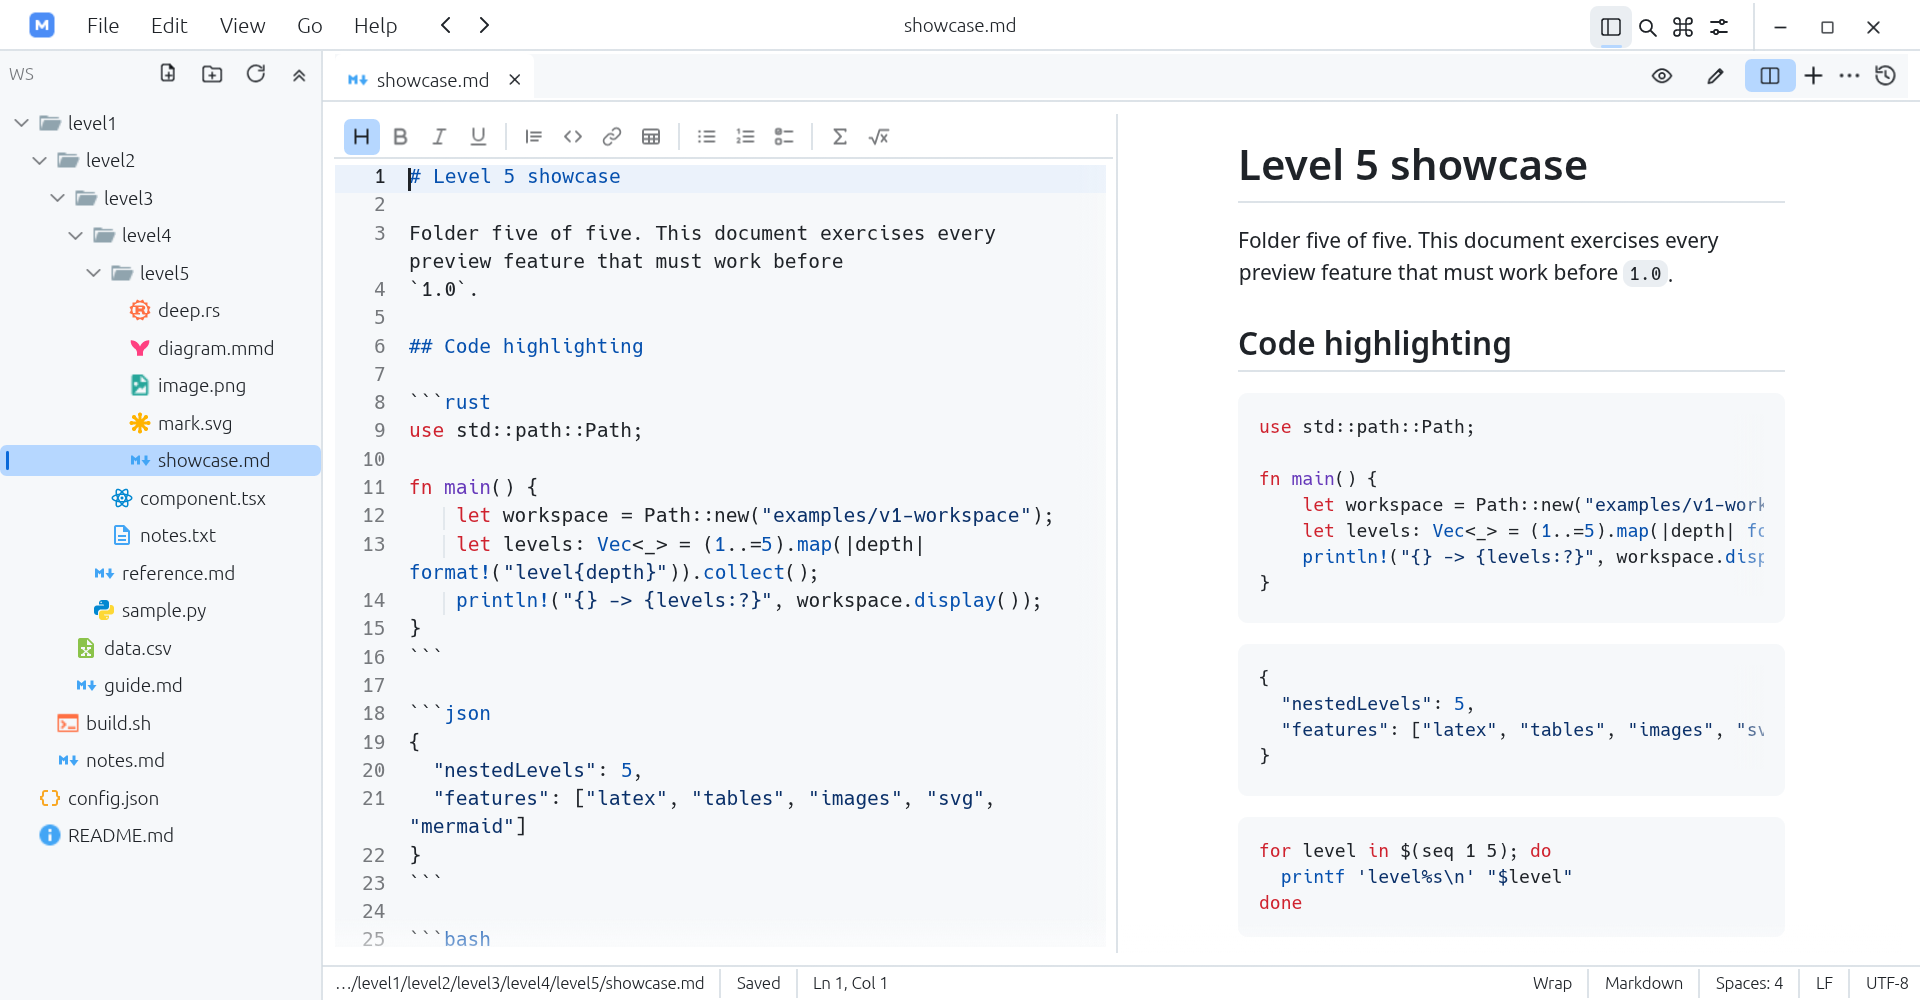 M File Edit View Go Help showcase.md
WS
showcase.md
level1
level2
level3
level4
level5
deep.rs
diagram.mmd
image.png
mark.svg
showcase.md
component.tsx
notes.txt
reference.md
sample.py
data.csv
guide.md
build.sh
notes.md
config.json
README.md
H B I U
1 # Level 5 showcase
2
3 Folder five of five. This document exercises every
preview feature that must work before
4 `1.0`.
5
6 ## Code highlighting
7
8 ```rust
9 use std::path::Path;
10
11 fn main() {
12     let workspace = Path::new("examples/v1-workspace");
13     let levels: Vec<_> = (1..=5).map(|depth|
format!("level{depth}")).collect();
14     println!("{} -> {levels:?}", workspace.display());
15 }
16 ```
17
18 ```json
19 {
20   "nestedLevels": 5,
21   "features": ["latex", "tables", "images", "svg",
"mermaid"]
22 }
23 ```
24
25 ```bash
Level 5 showcase
Folder five of five. This document exercises every
preview feature that must work before 1.0.
Code highlighting
use std::path::Path;
fn main() {
    let workspace = Path::new("examples/v1-work
    let levels: Vec<_> = (1..=5).map(|depth| fo
    println!("{} -> {levels:?}", workspace.disp
}
{
  "nestedLevels": 5,
  "features": ["latex", "tables", "images", "sv
}
for level in $(seq 1 5); do
  printf 'level%s\n' "$level"
done
…/level1/level2/level3/level4/level5/showcase.md Saved Ln 1, Col 1 Wrap Markdown Spaces: 4 LF UTF-8